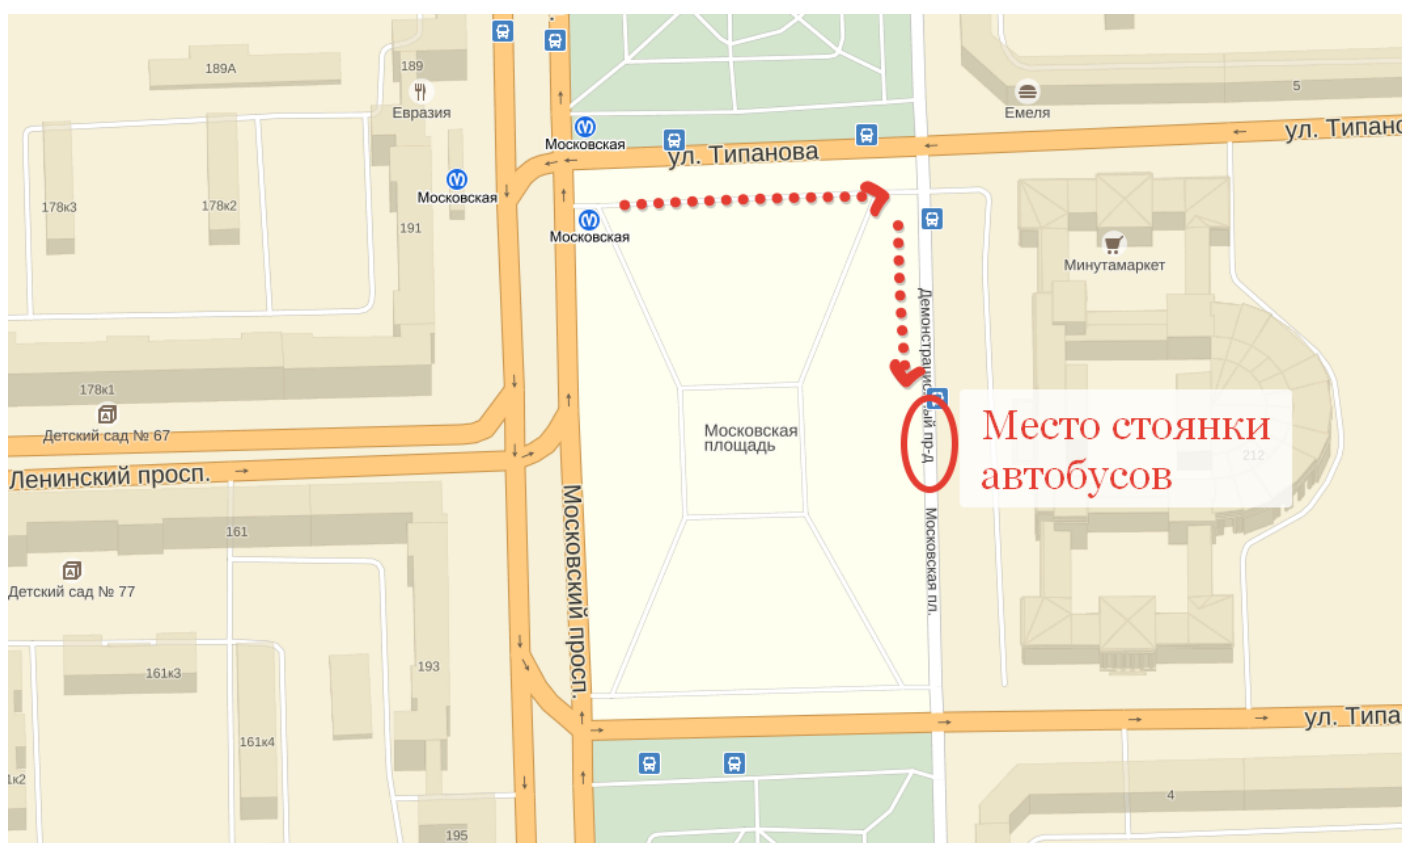 189А
189
Евразия
Емеля
5
Московская
ул. Типанова
ул. Типано
178к3
178к2
Московская
191
Московская
Минутамаркет
Демонстрационный пр-д
178к1
Детский сад № 67
Московская
площадь
Место стоянки
автобусов
212
Ленинский просп.
161
Московский просп.
Московская пл.
Детский сад № 77
193
161к3
ул. Типа
161к4
1к2
4
195